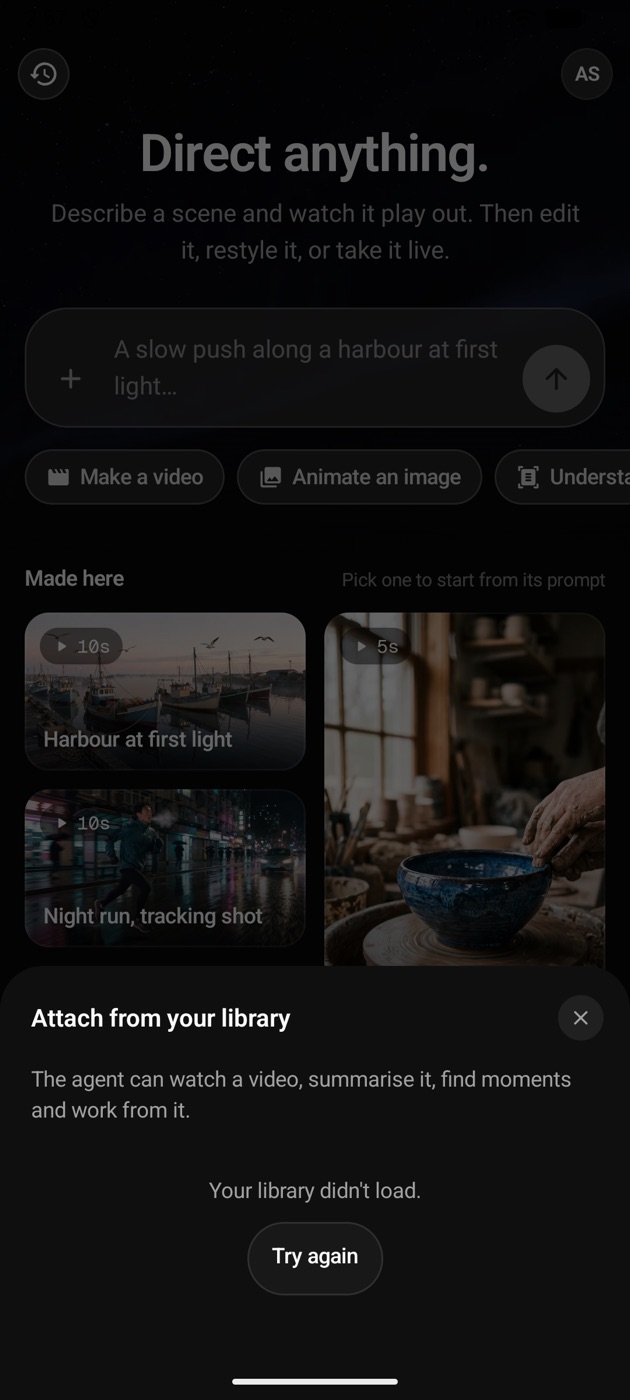 AS
Direct anything.
Describe a scene and watch it play out. Then edit
it, restyle it, or take it live.
A slow push along a harbour at first
light…
Make a video
Animate an image
Understa
Made here
Pick one to start from its prompt
10s
Harbour at first light
5s
10s
Night run, tracking shot
Attach from your library
The agent can watch a video, summarise it, find moments
and work from it.
Your library didn't load.
Try again